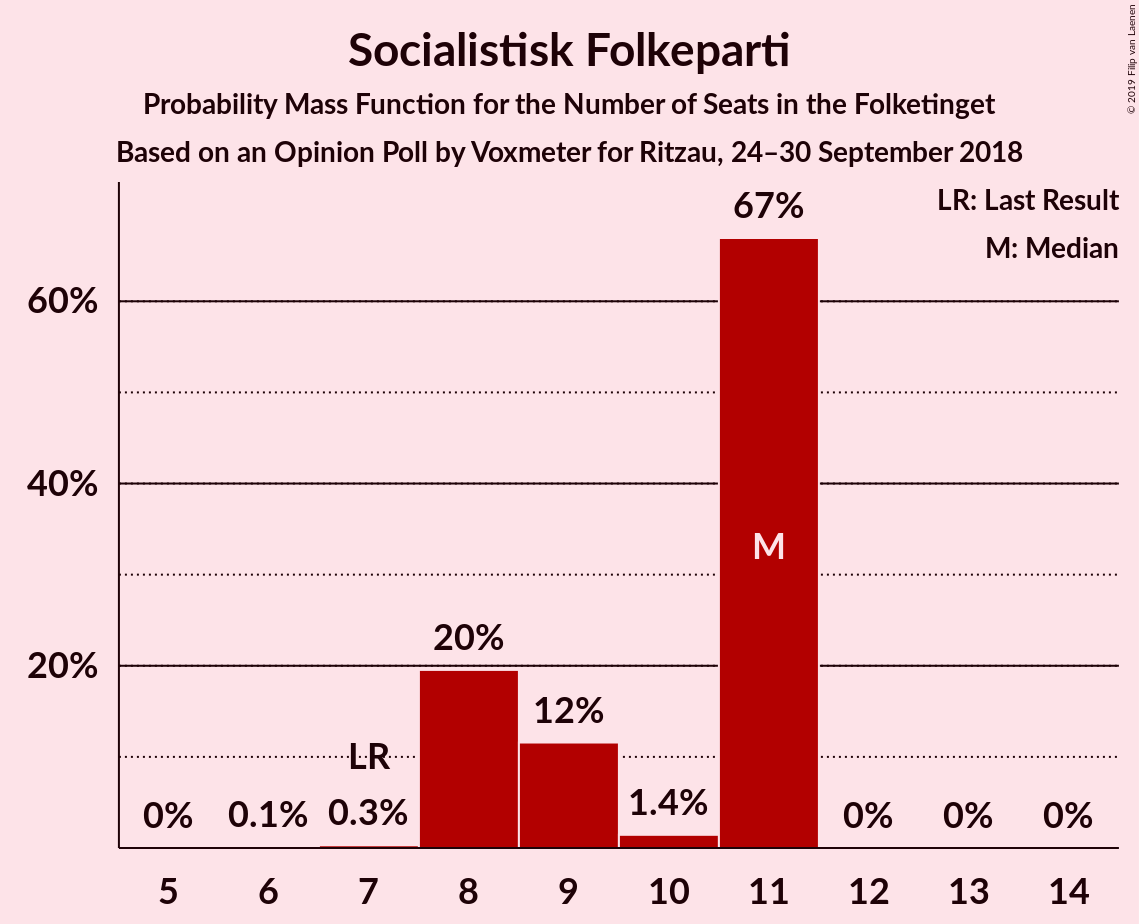 Socialistisk Folkeparti
Probability Mass Function for the Number of Seats in the Folketinget
Based on an Opinion Poll by Voxmeter for Ritzau, 24–30 September 2018
© 2019 Filip van Laenen
LR: Last Result
M: Median
67%
60%
40%
M
20%
20%
12%
LR
0%
0.1%
0.3%
1.4%
0%
0%
0%
5 6 7 8 9 10 11 12 13 14